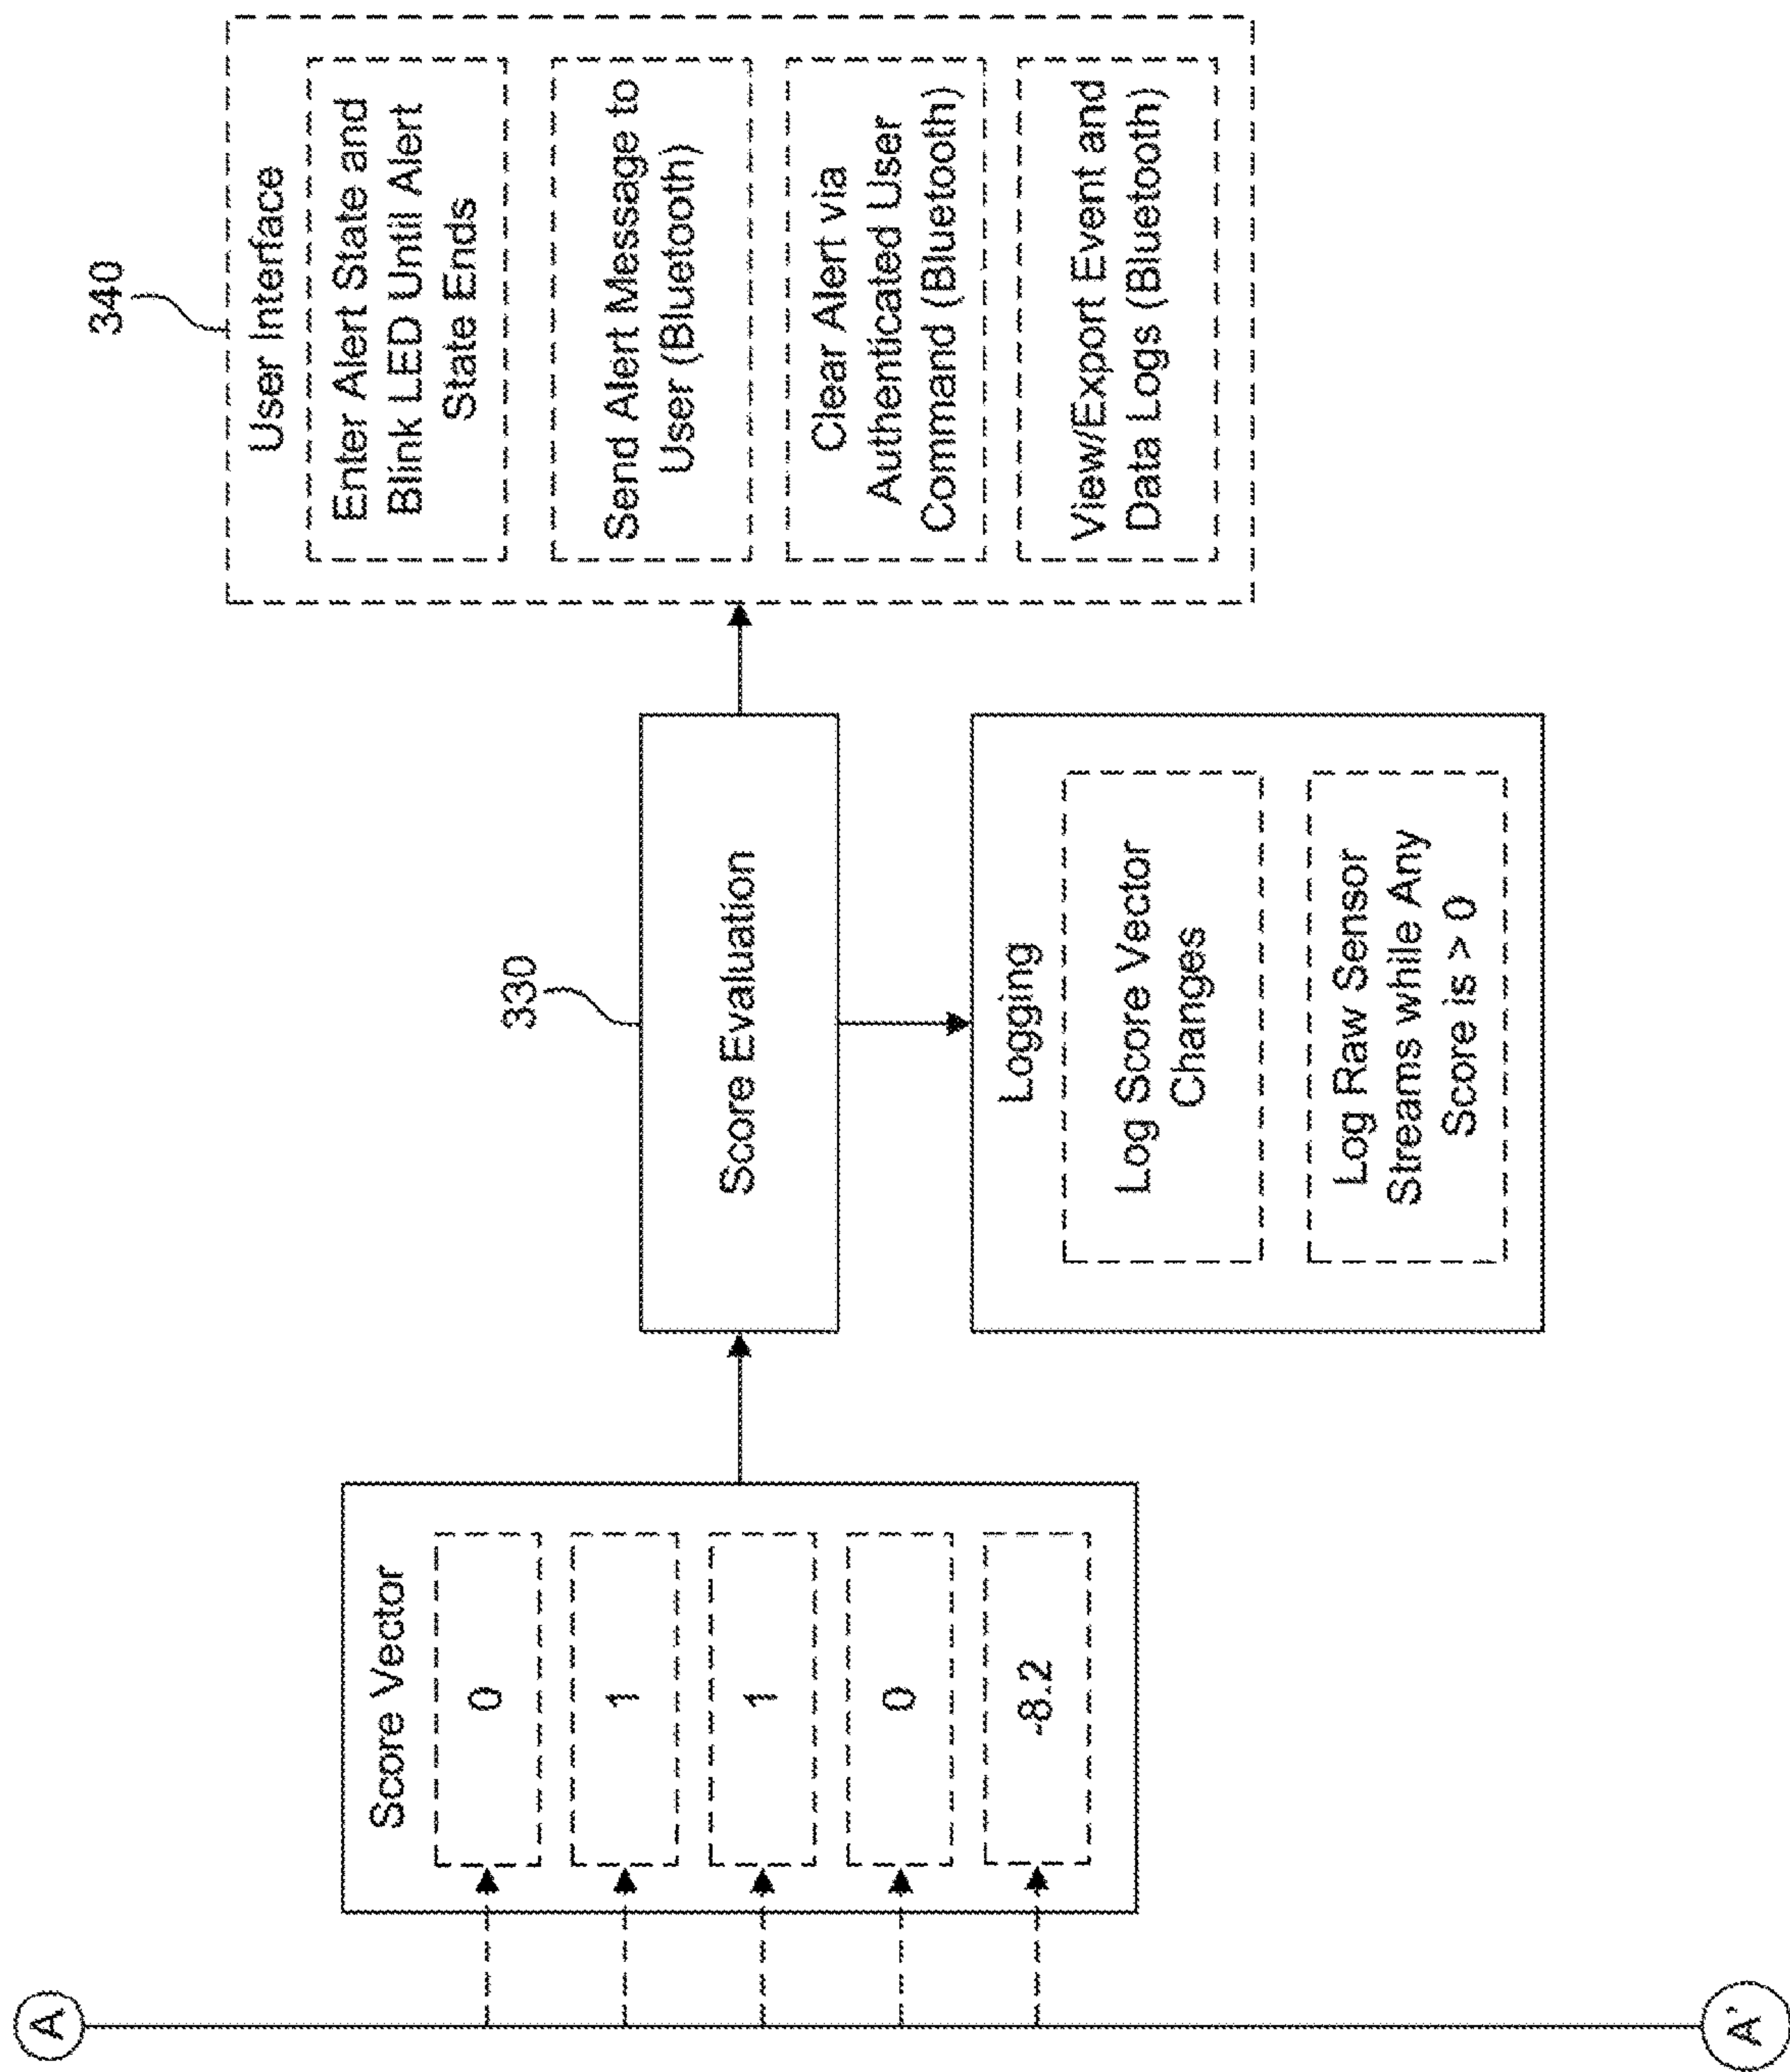 A
A'
Score Vector
0
1
1
0
-8.2
330
Score Evaluation
Logging
Log Score Vector
Changes
Log Raw Sensor
Streams while Any
Score is > 0
340
User Interface
Enter Alert State and
Blink LED Until Alert
State Ends
Send Alert Message to
User (Bluetooth)
Clear Alert via
Authenticated User
Command (Bluetooth)
View/Export Event and
Data Logs (Bluetooth)